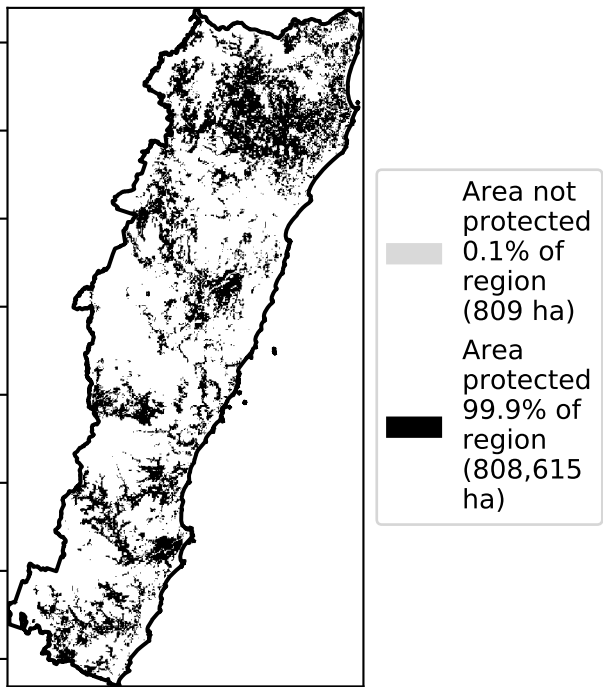 Area not
protected
0.1% of
region
(809 ha)
Area
protected
99.9% of
region
(808,615
ha)